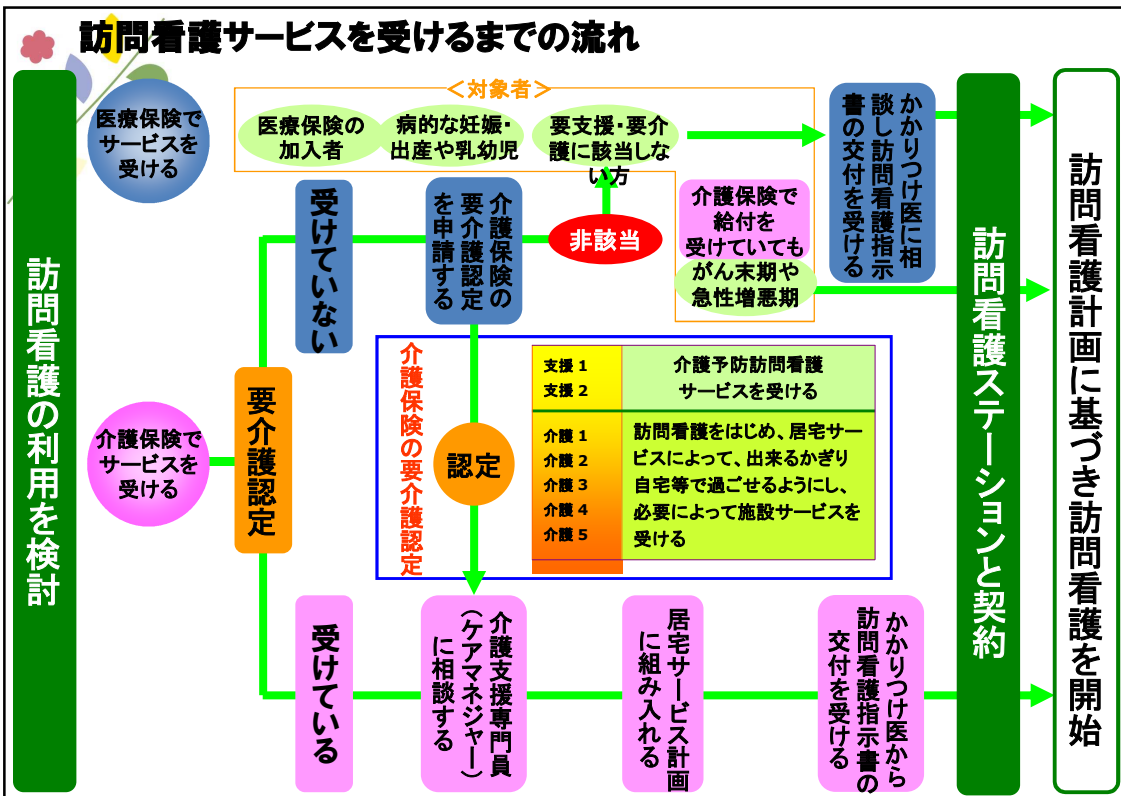 訪問看護サービスを受けるまでの流れ
訪問看護の利用を検討
医療保険で
サービスを
受ける
＜対象者＞
医療保険の
加入者
病的な妊娠・
出産や乳幼児
要支援・要介
護に該当しな
い方
かかりつけ医に相
談し訪問看護指示
書の交付を受ける
介護保険で
給付を
受けていても
がん末期や
急性増悪期
受けていない
介護保険の
要介護認定
を申請する
非該当
介護保険で
サービスを
受ける
要介護認定
介護保険の要介護認定
認定
支援 1
支援 2
介護予防訪問看護
サービスを受ける
介護 1
介護 2
介護 3
介護 4
介護 5
訪問看護をはじめ、居宅サー
ビスによって、出来るかぎり
自宅等で過ごせるようにし、
必要によって施設サービスを
受ける
受けている
介護支援専門員
（ケアマネジャー）
に相談する
居宅サービス計画
に組み入れる
かかりつけ医から
訪問看護指示書の
交付を受ける
訪問看護ステーションと契約
訪問看護計画に基づき訪問看護を開始